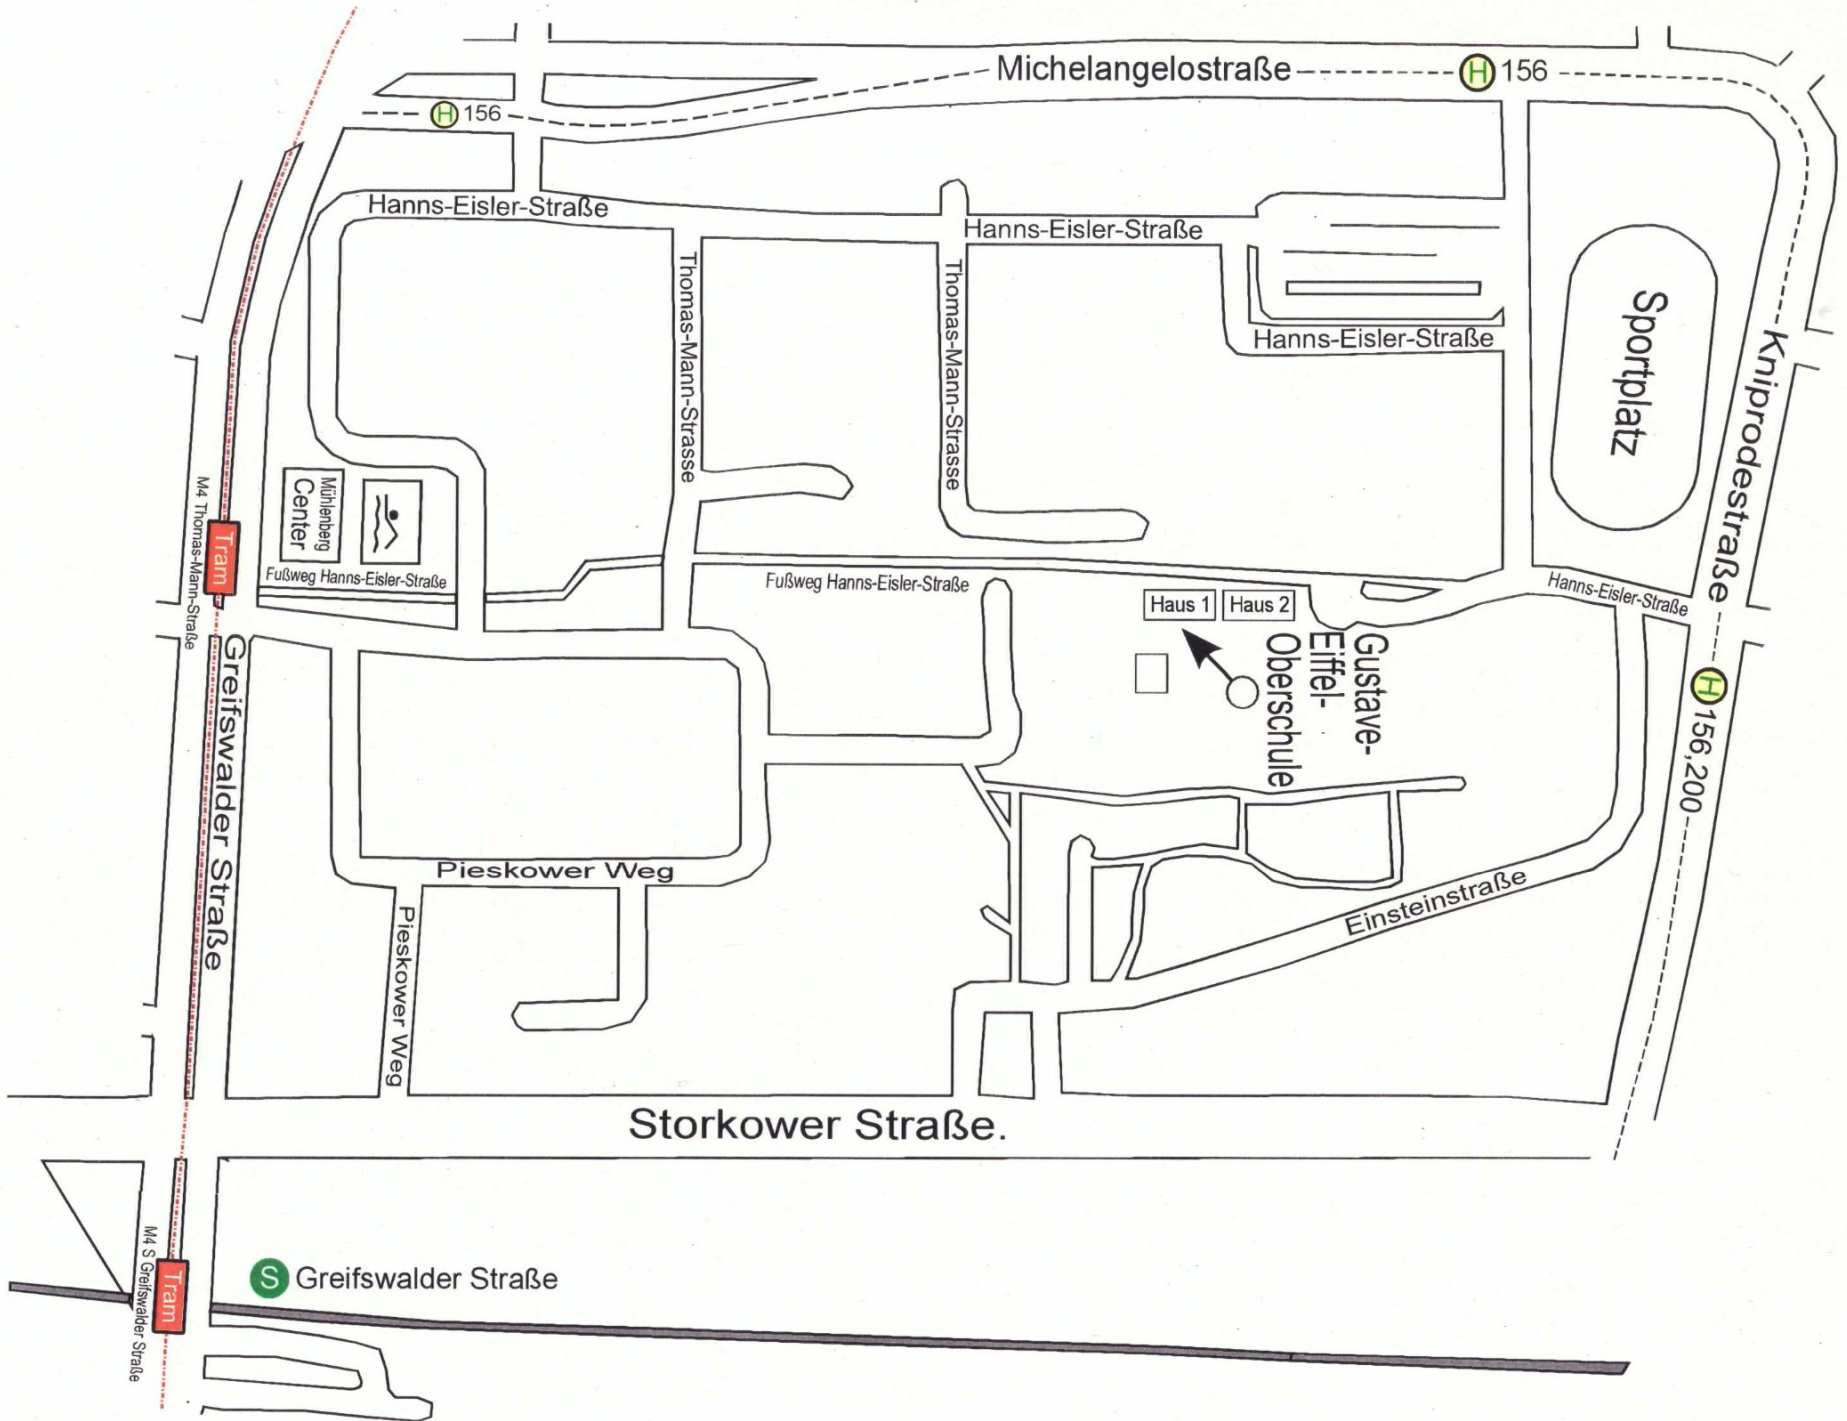 Michelangelostraße
H 156
H 156
Hanns-Eisler-Straße
Hanns-Eisler-Straße
Thomas-Mann-Strasse
Thomas-Mann-Strasse
Hanns-Eisler-Straße
Sportplatz
Kniprodestraße
M4 Thomas-Mann-Straße
Tram
Mühlenberg
Center
Fußweg Hanns-Eisler-Straße
Fußweg Hanns-Eisler-Straße
Haus 1
Haus 2
Hanns-Eisler-Straße
Gustave-
Eiffel-
Oberschule
H 156,200
Greifswalder Straße
Pieskower Weg
Pieskower Weg
Einsteinstraße
Storkower Straße.
M4 S Greifswalder Straße
Tram
S Greifswalder Straße